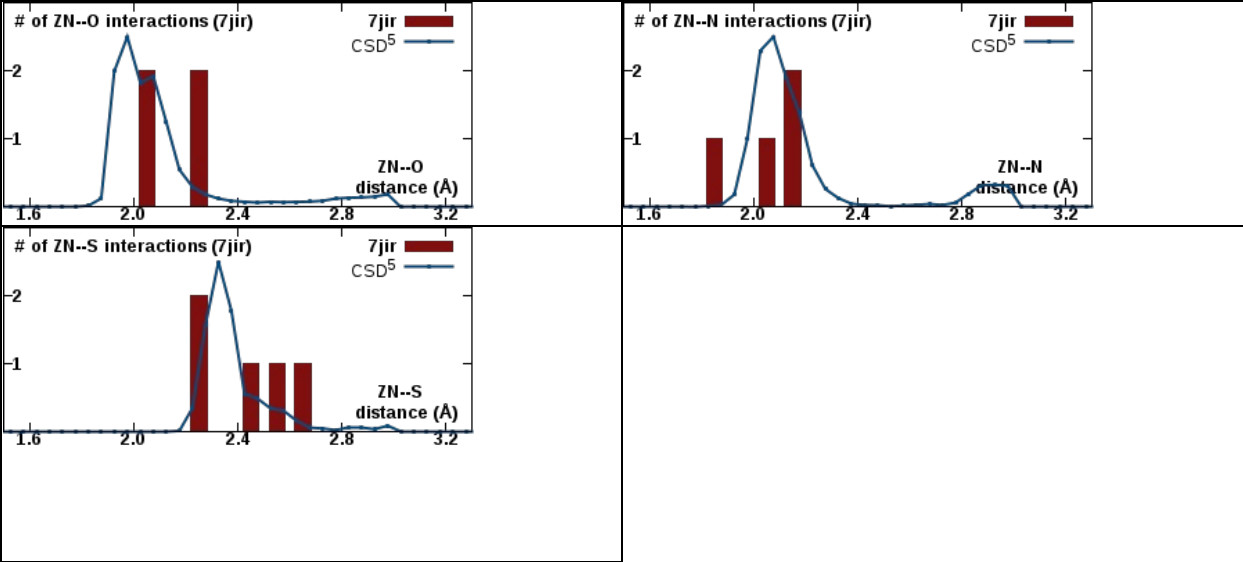 # of ZN--O interactions (7jir)
7jir
CSD5
2
1
ZN--O
distance (Å)
1.6 2.0 2.4 2.8 3.2
# of ZN--N interactions (7jir)
7jir
CSD5
2
1
ZN--N
distance (Å)
1.6 2.0 2.4 2.8 3.2
# of ZN--S interactions (7jir)
7jir
CSD5
2
1
ZN--S
distance (Å)
1.6 2.0 2.4 2.8 3.2